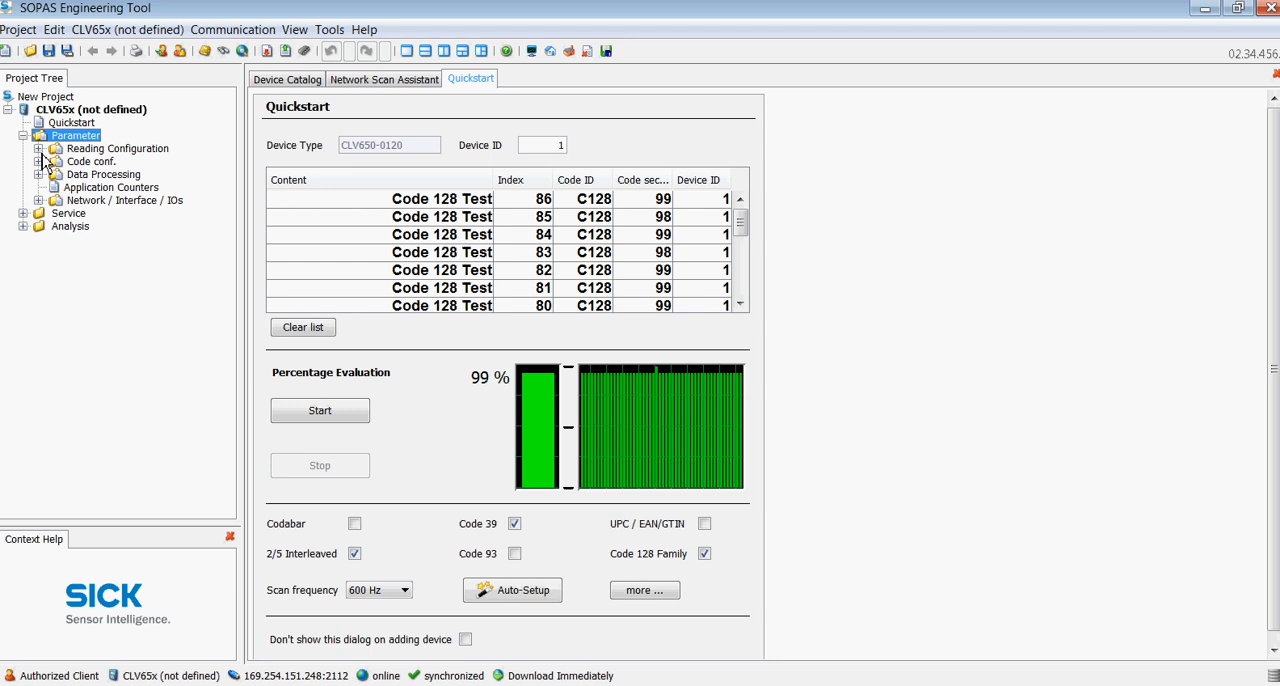 SOPAS Engineering Tool
Project Edit CLV65x (not defined) Communication View Tools Help
02.34.456.
Project Tree
Device Catalog Network Scan Assistant Quickstart
New Project
CLV65x (not defined)
Quickstart
Parameter
Reading Configuration
Code conf.
Data Processing
Application Counters
Network / Interface / IOs
Service
Analysis
Quickstart
Device Type CLV650-0120 Device ID 1
Content Index Code ID Code sec... Device ID
Code 128 Test 86 C128 99 1
Code 128 Test 85 C128 98 1
Code 128 Test 84 C128 99 1
Code 128 Test 83 C128 98 1
Code 128 Test 82 C128 99 1
Code 128 Test 81 C128 99 1
Code 128 Test 80 C128 99 1
Clear list
Percentage Evaluation 99 %
Start
Stop
Codabar Code 39 UPC / EAN/GTIN
2/5 Interleaved Code 93 Code 128 Family
Scan frequency 600 Hz Auto-Setup more ...
Don't show this dialog on adding device
Context Help
SICK
Sensor Intelligence.
Authorized Client CLV65x (not defined) 169.254.151.248:2112 online synchronized Download Immediately